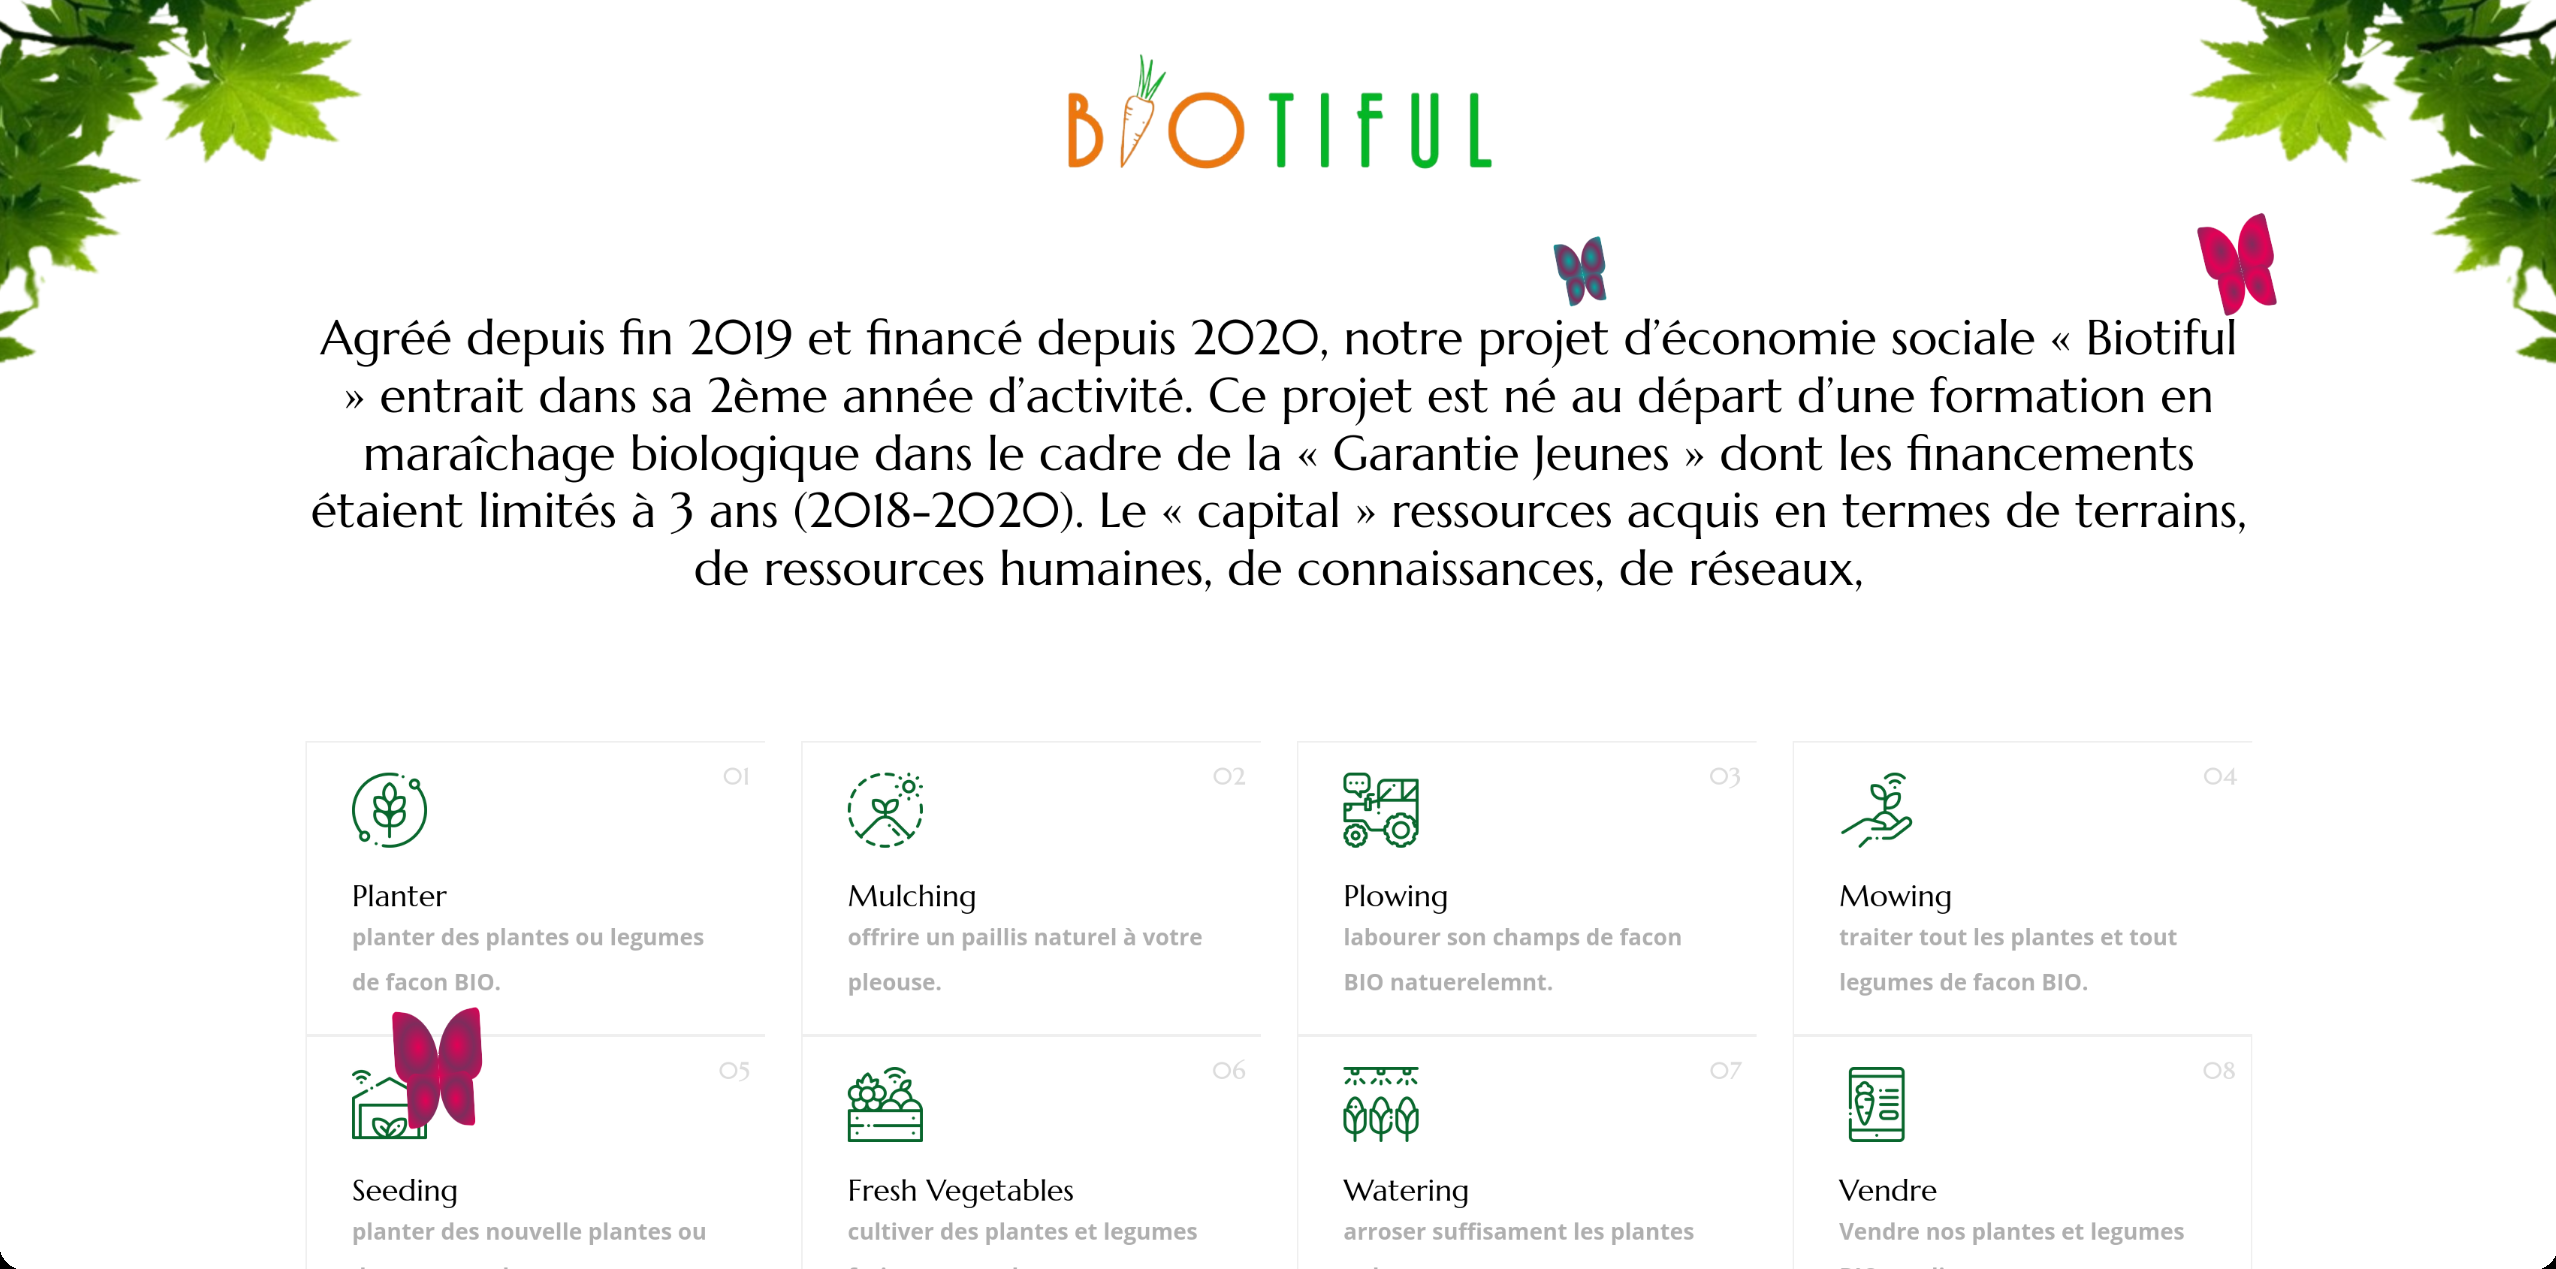 BIOTIFUL
Agréé depuis fin 2019 et financé depuis 2020, notre projet d’économie sociale « Biotiful
» entrait dans sa 2ème année d’activité. Ce projet est né au départ d’une formation en
maraîchage biologique dans le cadre de la « Garantie Jeunes » dont les financements
étaient limités à 3 ans (2018-2020). Le « capital » ressources acquis en termes de terrains,
de ressources humaines, de connaissances, de réseaux,
01
Planter
planter des plantes ou legumes
de facon BIO.
02
Mulching
offrire un paillis naturel à votre
pleouse.
03
Plowing
labourer son champs de facon
BIO natuerelemnt.
04
Mowing
traiter tout les plantes et tout
legumes de facon BIO.
05
Seeding
planter des nouvelle plantes ou
06
Fresh Vegetables
cultiver des plantes et legumes
07
Watering
arroser suffisament les plantes
08
Vendre
Vendre nos plantes et legumes